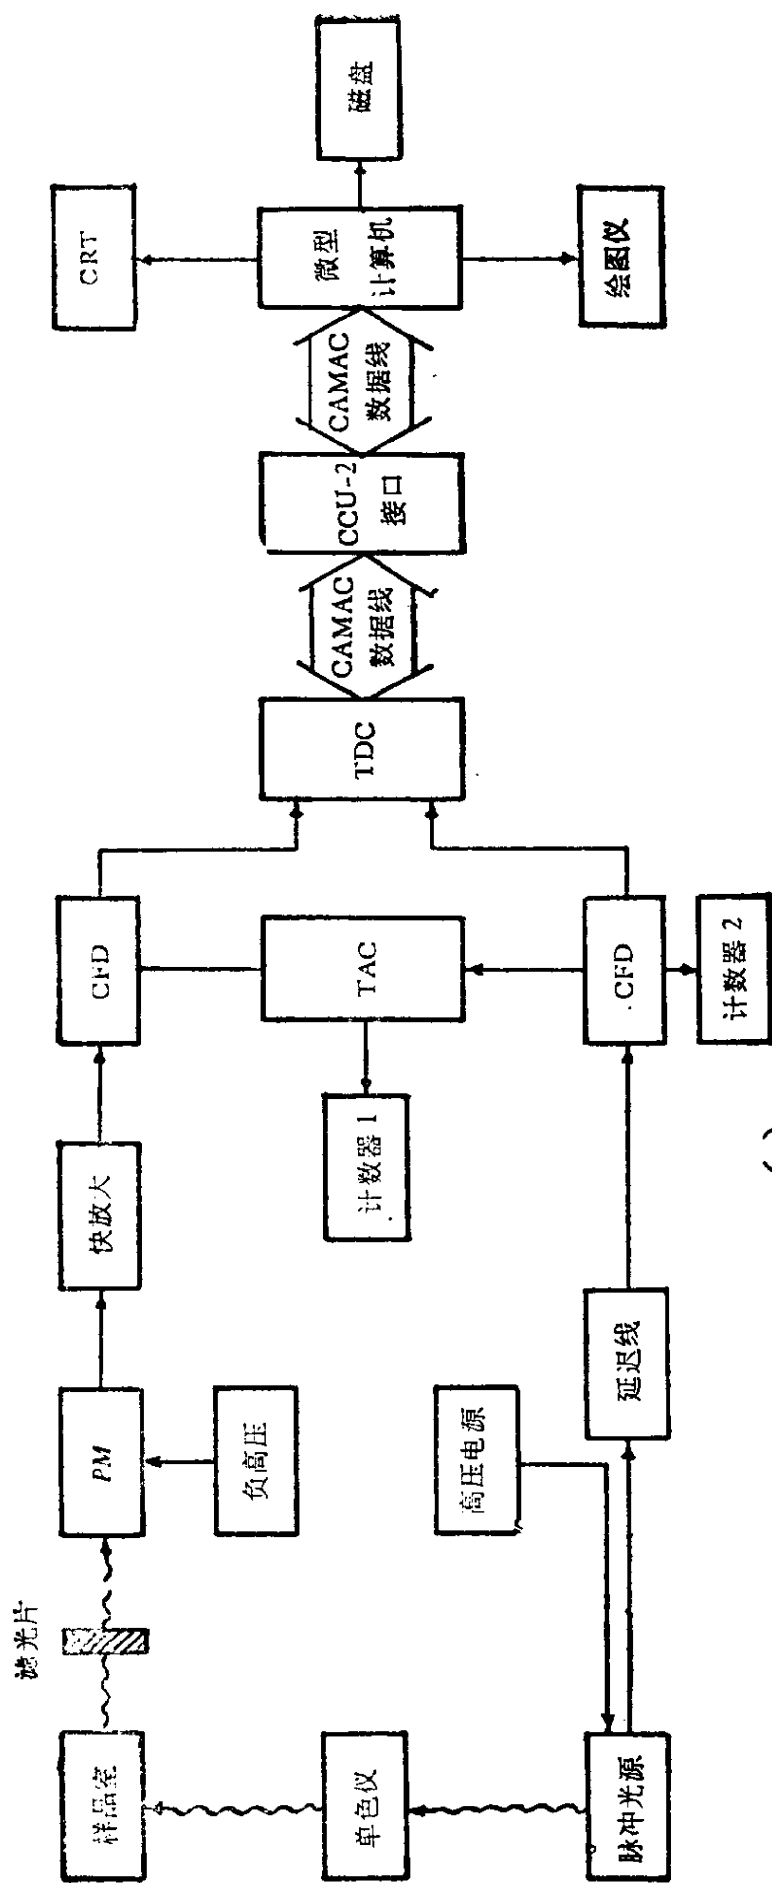 滤光片
样品室
PM
快放大
CFD
CRT
负高压
单色仪
计数器 1
TAC
TDC
CAMAC
数据线
CCU-2
接口
CAMAC
数据线
微型
计算机
磁盘
高压电源
脉冲光源
延迟线
CFD
绘图仪
计数器 2